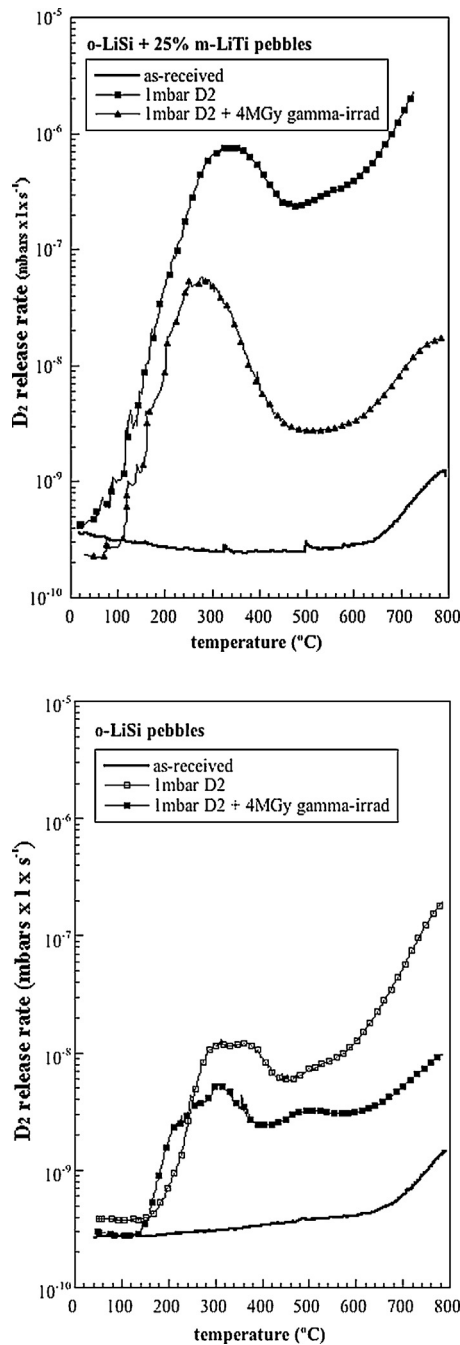 o-LiSi + 25% m-LiTi pebbles
as-received
1mbar D2
1mbar D2 + 4MGy gamma-irrad
10-5
10-6
10-7
10-8
10-9
10-10
D2 release rate (mbars x l x s-1)
0 100 200 300 400 500 600 700 800
temperature (ºC)
o-LiSi pebbles
as-received
1mbar D2
1mbar D2 + 4MGy gamma-irrad
10-5
10-6
10-7
10-8
10-9
10-10
D2 release rate (mbars x l x s-1)
0 100 200 300 400 500 600 700 800
temperature (ºC)